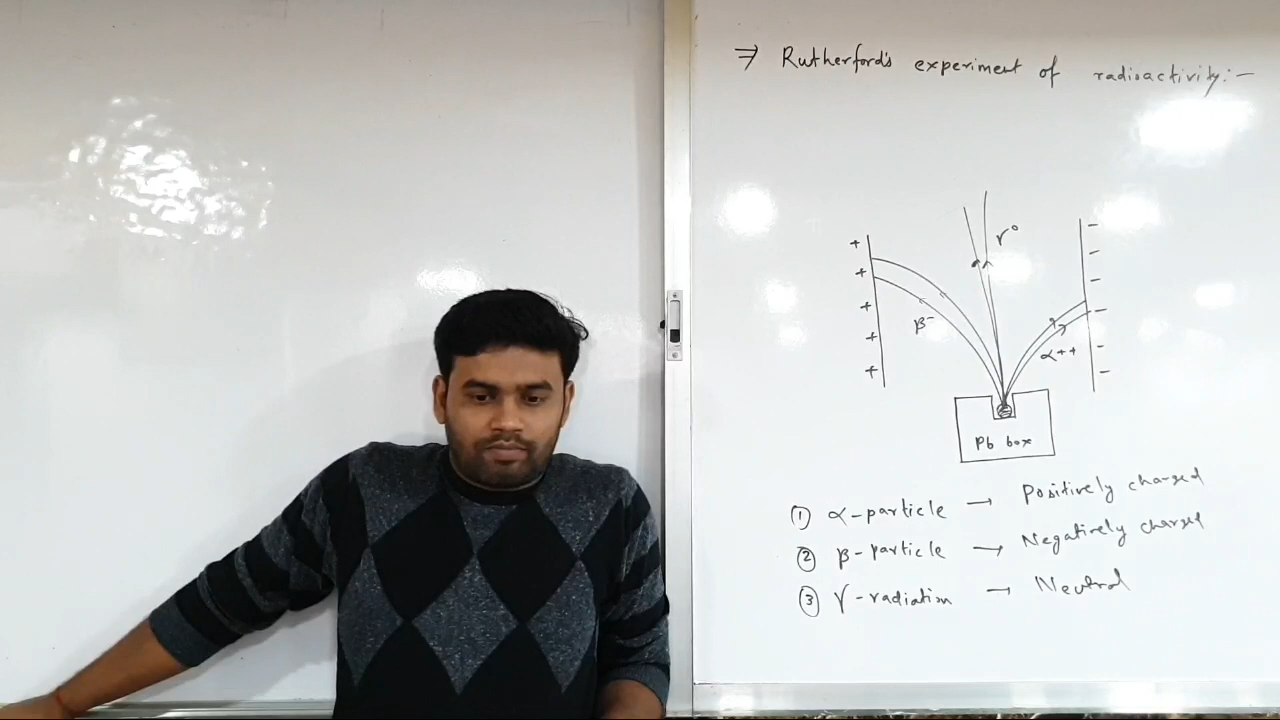 ⇒ Rutherford's experiment of radioactivity:-
γ°
+ + + + +
- - - - - -
β-
α++
Pb box
① α-particle → Positively charged
② β-particle → Negatively charged
③ γ-radiation → Neutral